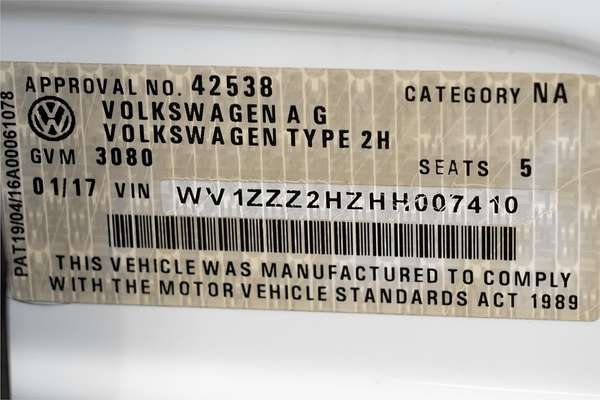 APPROVAL NO. 42538 CATEGORY NA
VOLKSWAGEN A G
VOLKSWAGEN TYPE 2H
GVM 3080 SEATS 5
01/17 VIN WV1ZZZ2HZHH007410
THIS VEHICLE WAS MANUFACTURED TO COMPLY
WITH THE MOTOR VEHICLE STANDARDS ACT 1989
PAT19/04/16A00061078